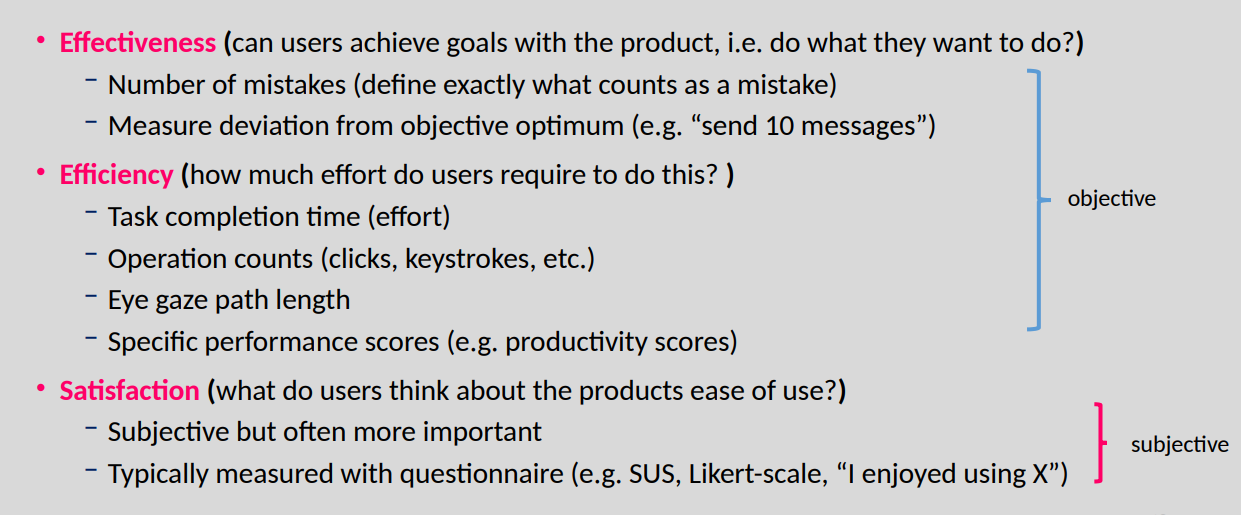 • Effectiveness (can users achieve goals with the product, i.e. do what they want to do?)
– Number of mistakes (define exactly what counts as a mistake)
– Measure deviation from objective optimum (e.g. “send 10 messages”)
• Efficiency (how much effort do users require to do this? )
objective
– Task completion time (effort)
– Operation counts (clicks, keystrokes, etc.)
– Eye gaze path length
– Specific performance scores (e.g. productivity scores)
• Satisfaction (what do users think about the products ease of use?)
– Subjective but often more important
subjective
– Typically measured with questionnaire (e.g. SUS, Likert-scale, “I enjoyed using X”)